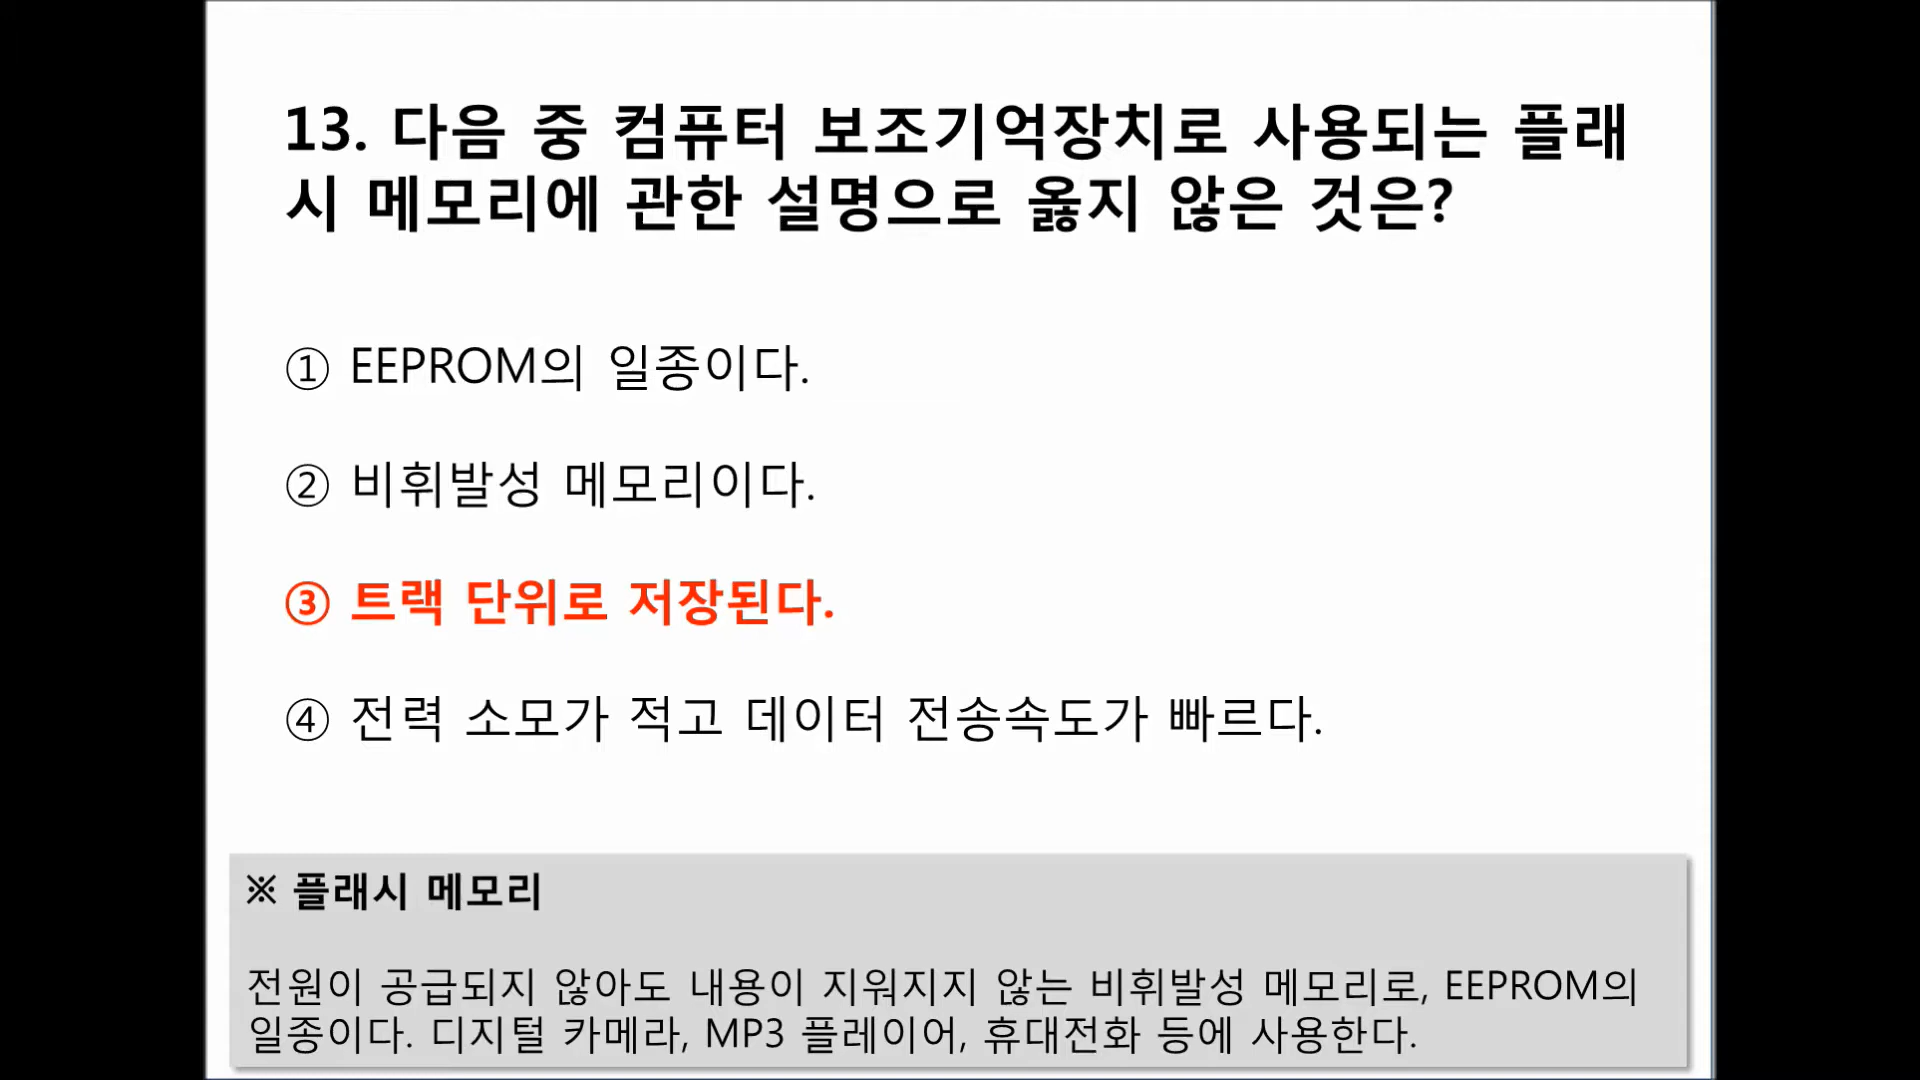 13. 다음 중 컴퓨터 보조기억장치로 사용되는 플래
시 메모리에 관한 설명으로 옳지 않은 것은?
① EEPROM의 일종이다.
② 비휘발성 메모리이다.
③ 트랙 단위로 저장된다.
④ 전력 소모가 적고 데이터 전송속도가 빠르다.
※ 플래시 메모리
전원이 공급되지 않아도 내용이 지워지지 않는 비휘발성 메모리로, EEPROM의
일종이다. 디지털 카메라, MP3 플레이어, 휴대전화 등에 사용한다.